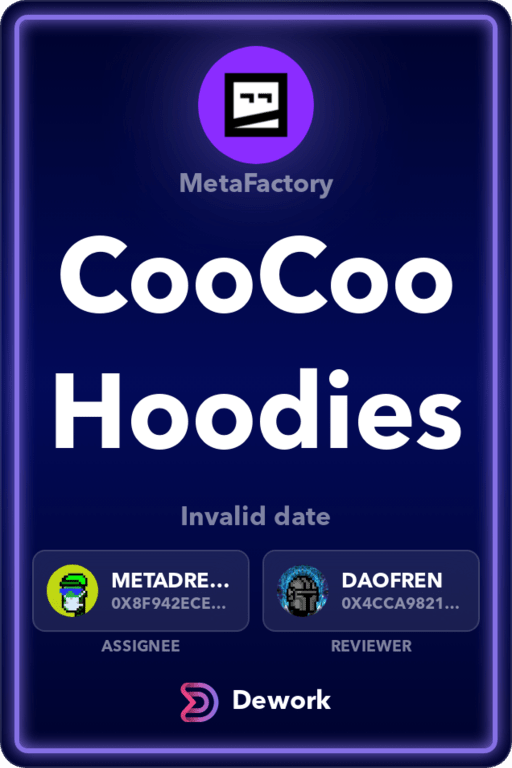 MetaFactory
CooCoo
Hoodies
Invalid date
METADRE...
0X8F942ECE...
ASSIGNEE
DAOFREN
0X4CCA9821...
REVIEWER
Dework